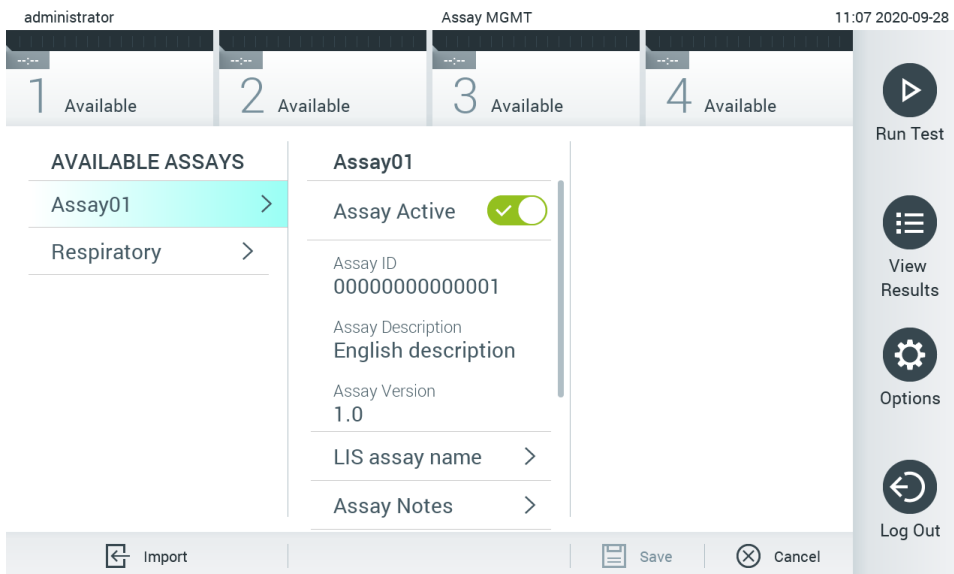 administrator
Assay MGMT
11:07 2020-09-28
--:--
1 Available
--:--
2 Available
--:--
3 Available
--:--
4 Available
Run Test
View
Results
Options
Log Out
AVAILABLE ASSAYS
Assay01
Respiratory
Assay01
Assay Active
Assay ID
00000000000001
Assay Description
English description
Assay Version
1.0
LIS assay name
Assay Notes
Import
Save
Cancel